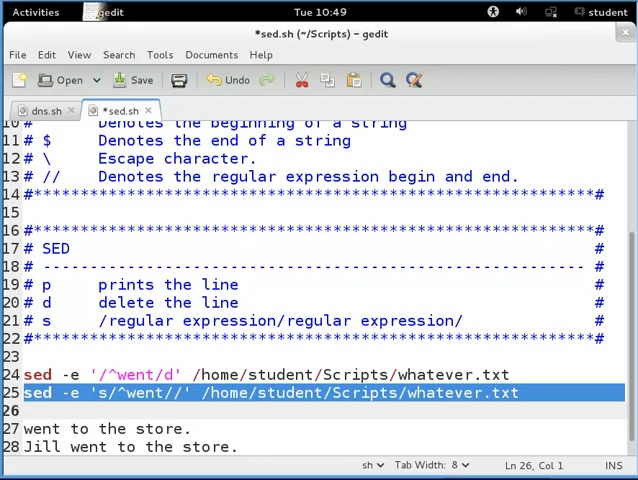 Activities gedit Tue 10:49 student
*sed.sh (~/Scripts) - gedit
File Edit View Search Tools Documents Help
Open Save Undo
dns.sh *sed.sh
10 # Denotes the beginning of a string
11 # $ Denotes the end of a string
12 # \ Escape character.
13 # // Denotes the regular expression begin and end.
14 #*************************************************************#
15
16 #*************************************************************#
17 # SED #
18 # --------------------------------------------------------- #
19 # p prints the line #
20 # d delete the line #
21 # s /regular expression/regular expression/ #
22 #*************************************************************#
23
24 sed -e '/^went/d' /home/student/Scripts/whatever.txt
25 sed -e 's/^went//' /home/student/Scripts/whatever.txt
26
27 went to the store.
28 Jill went to the store.
sh Tab Width: 8 Ln 26, Col 1 INS